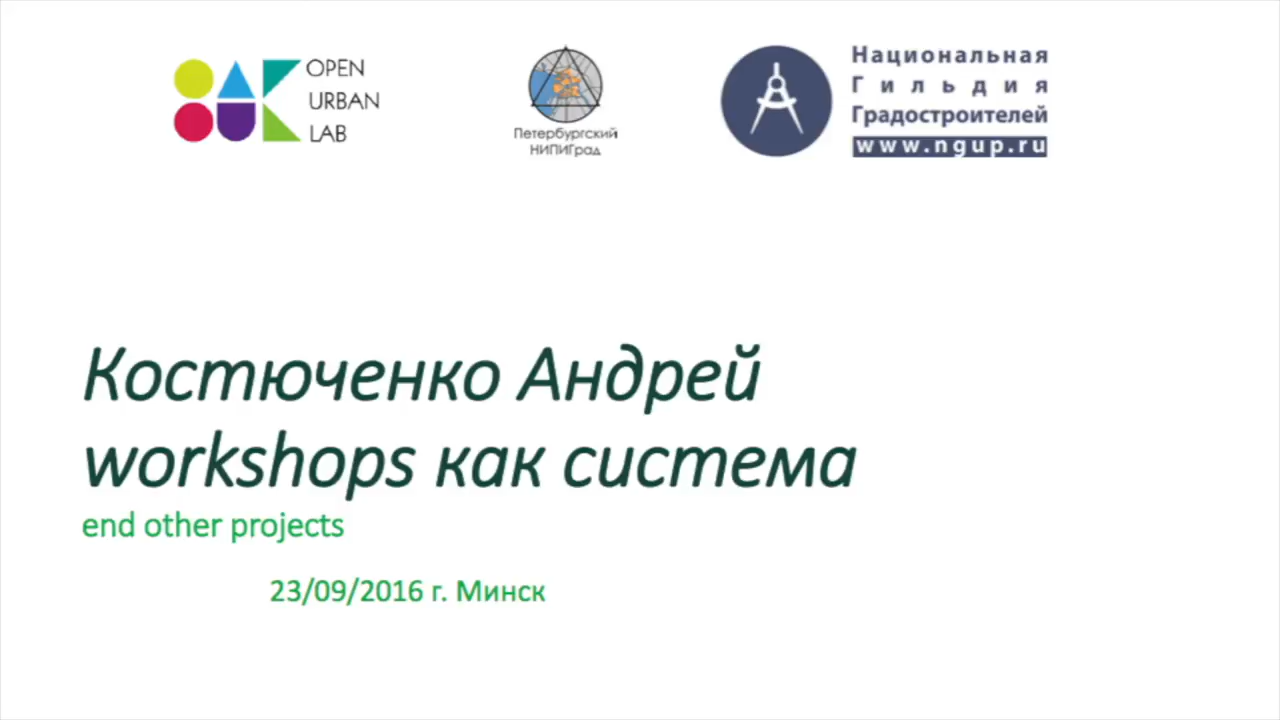 OPEN
URBAN
LAB
Петербургский
НИПИГрад
Национальная
Гильдия
Градостроителей
www.ngup.ru
Костюченко Андрей
workshops как система
end other projects
23/09/2016 г. Минск